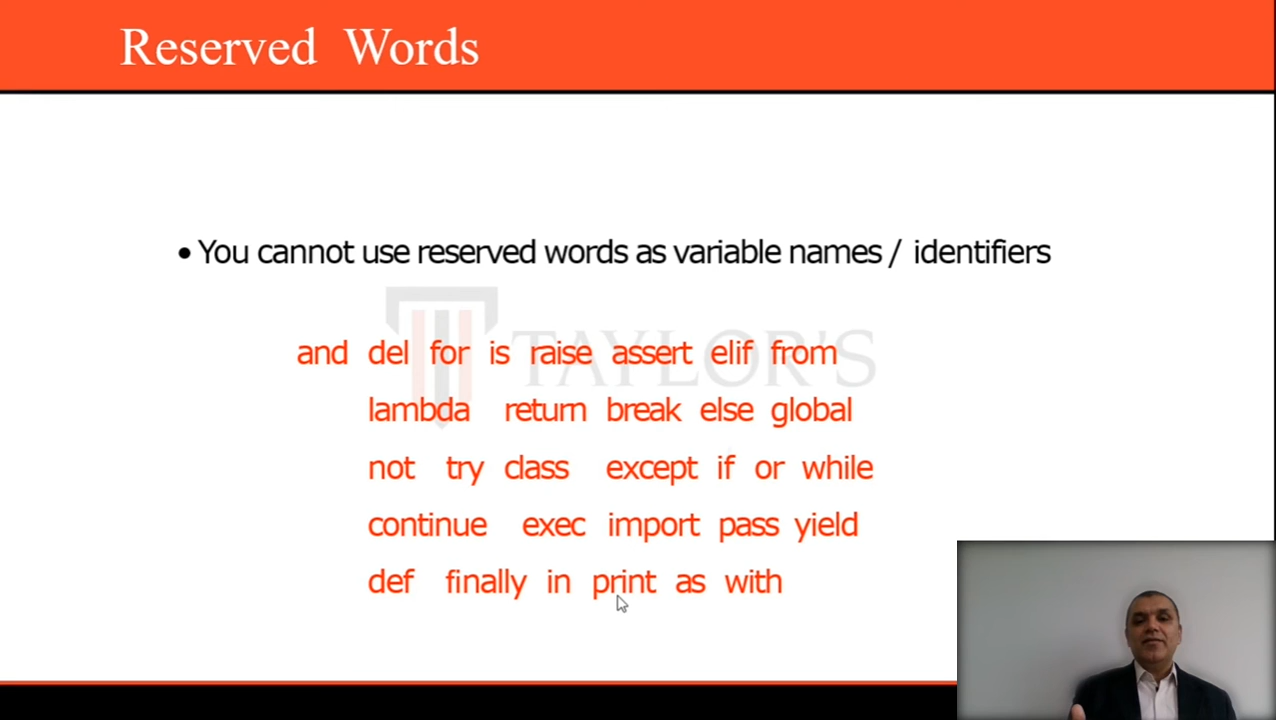 Reserved Words
• You cannot use reserved words as variable names / identifiers
TAYLOR'S
and del for is raise assert elif from
lambda return break else global
not try class except if or while
continue exec import pass yield
def finally in print as with